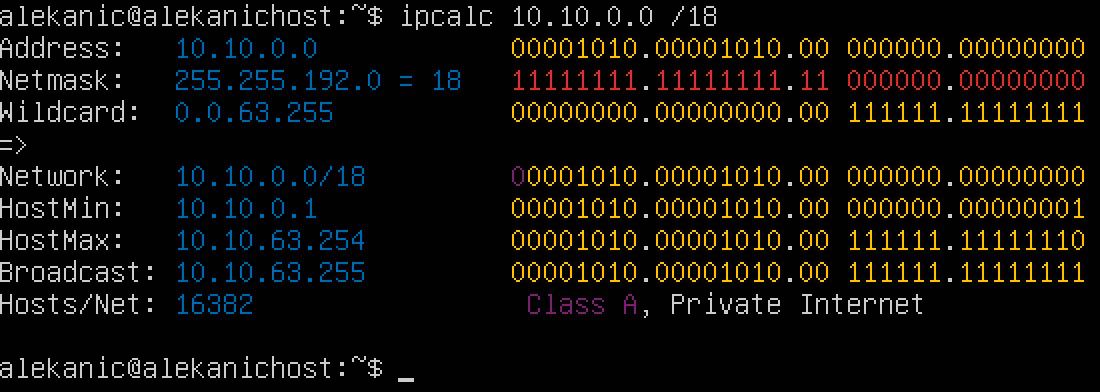 alekanic@alekanichost:~$ ipcalc 10.10.0.0 /18
Address:   10.10.0.0            00001010.00001010.00 000000.00000000
Netmask:   255.255.192.0 = 18   11111111.11111111.11 000000.00000000
Wildcard:  0.0.63.255           00000000.00000000.00 111111.11111111
=>
Network:   10.10.0.0/18         00001010.00001010.00 000000.00000000
HostMin:   10.10.0.1            00001010.00001010.00 000000.00000001
HostMax:   10.10.63.254         00001010.00001010.00 111111.11111110
Broadcast: 10.10.63.255         00001010.00001010.00 111111.11111111
Hosts/Net: 16382                 Class A, Private Internet
alekanic@alekanichost:~$ _